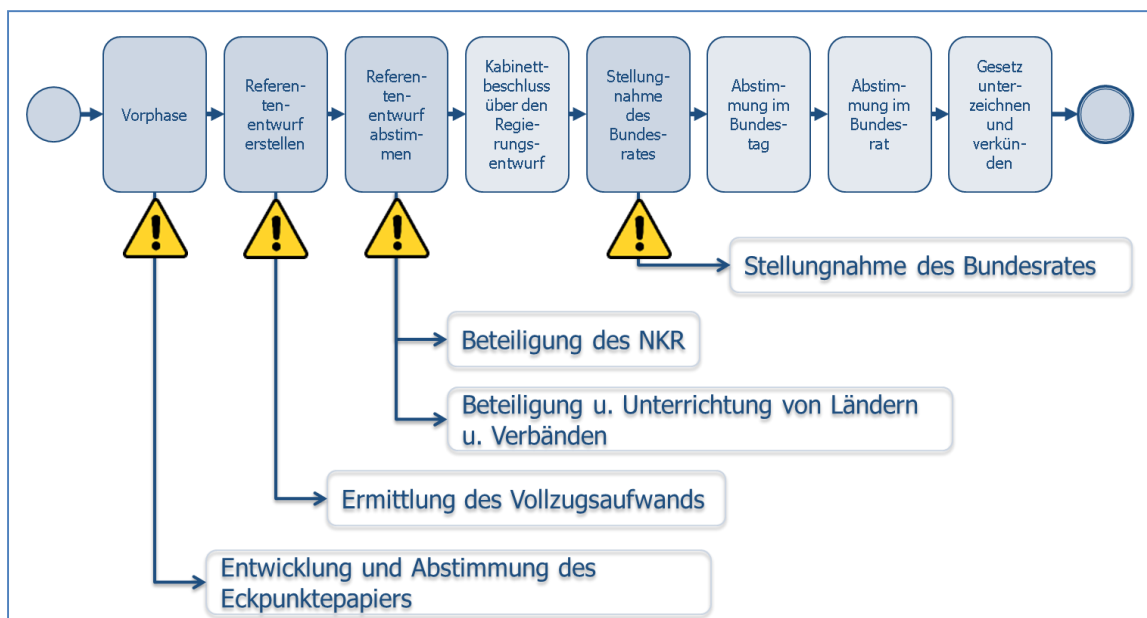 Vorphase
Referen-
ten-
entwurf
erstellen
Referen-
ten-
entwurf
abstim-
men
Kabinett-
beschluss
über den
Regie-
rungs-
entwurf
Stellung-
nahme
des
Bundes-
rates
Abstim-
mung im
Bundes-
tag
Abstim-
mung im
Bundes-
rat
Gesetz
unter-
zeichnen
und
verkün-
den
Stellungnahme des Bundesrates
Beteiligung des NKR
Beteiligung u. Unterrichtung von Ländern
u. Verbänden
Ermittlung des Vollzugsaufwands
Entwicklung und Abstimmung des
Eckpunktepapiers